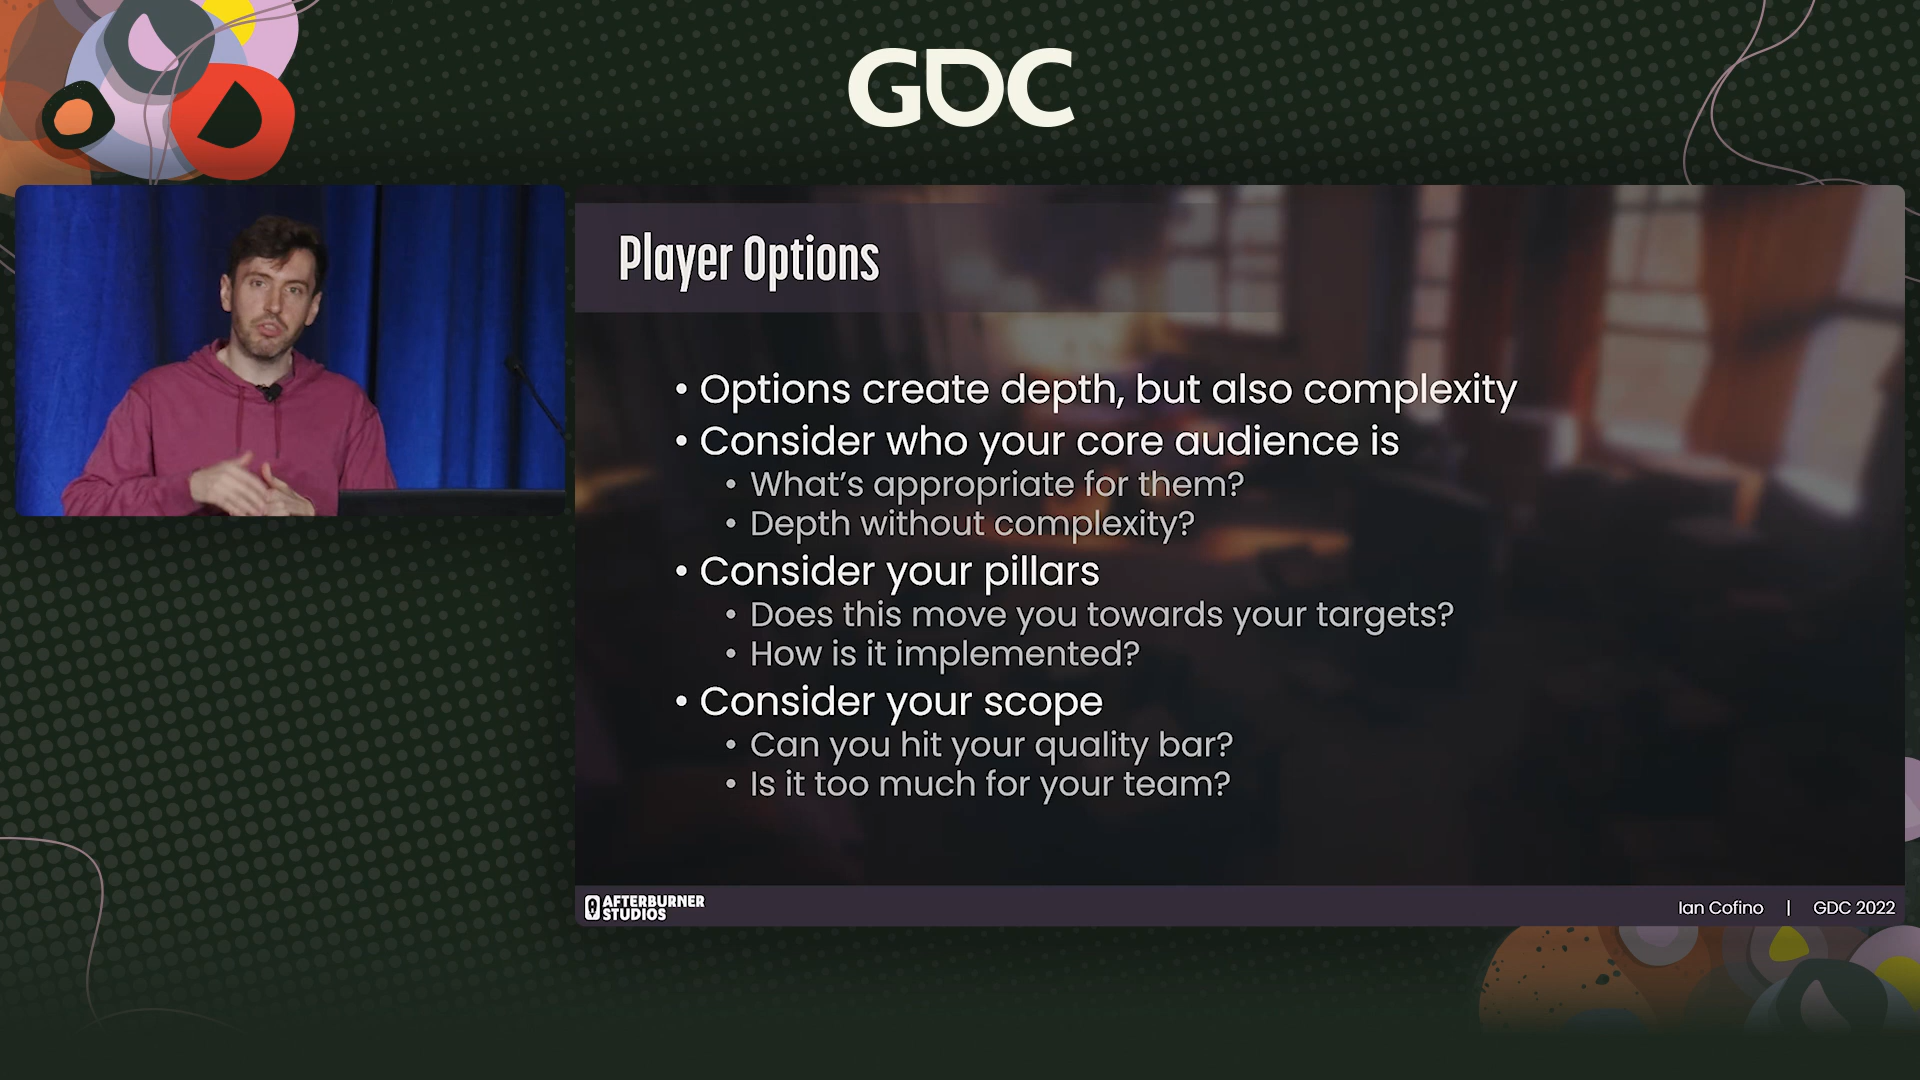 GDC
Player Options
• Options create depth, but also complexity
• Consider who your core audience is
• What’s appropriate for them?
• Depth without complexity?
• Consider your pillars
• Does this move you towards your targets?
• How is it implemented?
• Consider your scope
• Can you hit your quality bar?
• Is it too much for your team?
AFTERBURNER
STUDIOS
Ian Cofino | GDC 2022